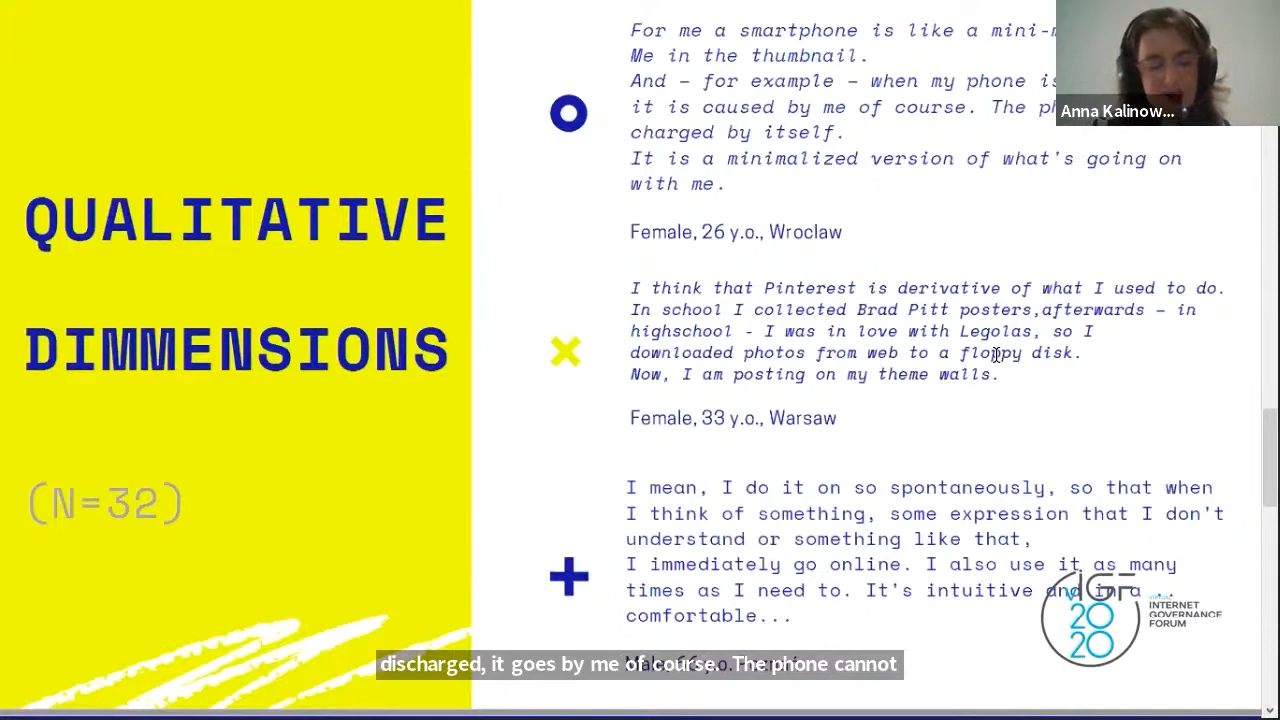 QUALITATIVE
DIMMENSIONS
(N=32)
For me a smartphone is like a mini-
Me in the thumbnail.
And – for example – when my phone is
it is caused by me of course. The
charged by itself.
It is a minimalized version of what's going on
with me.
Female, 26 y.o., Wroclaw
I think that Pinterest is derivative of what I used to do.
In school I collected Brad Pitt posters,afterwards – in
highschool - I was in love with Legolas, so I
downloaded photos from web to a floppy disk.
Now, I am posting on my theme walls.
Female, 33 y.o., Warsaw
I mean, I do it on so spontaneously, so that when
I think of something, some expression that I don't
understand or something like that,
I immediately go online. I also use it as many
times as I need to. It's intuitive and in a
comfortable...
Anna Kalinow...
vIGF
2020
VIRTUAL
INTERNET
GOVERNANCE
FORUM
discharged, it goes by me of course. The phone cannot